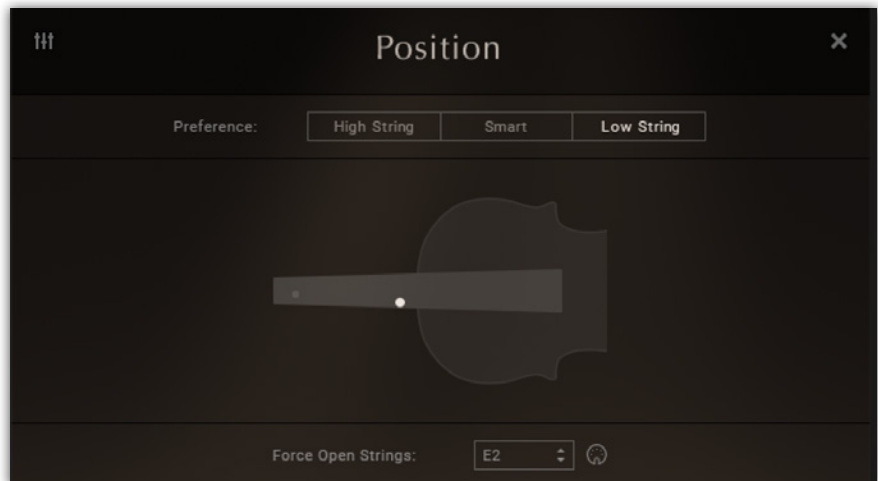 Position
Preference: High String Smart Low String
Force Open Strings: E2